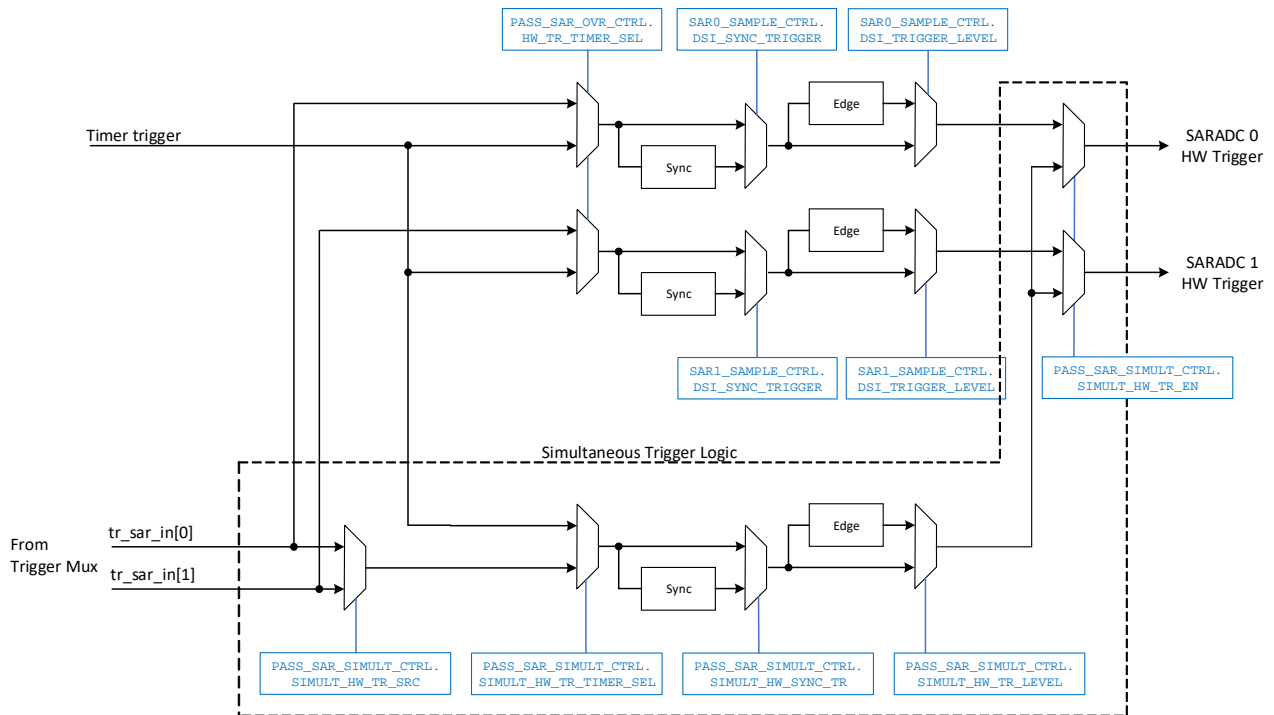 PASS_SAR_OVR_CTRL.
HW_TR_TIMER_SEL
SAR0_SAMPLE_CTRL.
DSI_SYNC_TRIGGER
SAR0_SAMPLE_CTRL.
DSI_TRIGGER_LEVEL
Edge
Timer trigger
Sync
SARADC 0
HW Trigger
Edge
Sync
SARADC 1
HW Trigger
SAR1_SAMPLE_CTRL.
DSI_SYNC_TRIGGER
SAR1_SAMPLE_CTRL.
DSI_TRIGGER_LEVEL
PASS_SAR_SIMULT_CTRL.
SIMULT_HW_TR_EN
Simultaneous Trigger Logic
From
Trigger Mux
tr_sar_in[0]
tr_sar_in[1]
Edge
Sync
PASS_SAR_SIMULT_CTRL.
SIMULT_HW_TR_SRC
PASS_SAR_SIMULT_CTRL.
SIMULT_HW_TR_TIMER_SEL
PASS_SAR_SIMULT_CTRL.
SIMULT_HW_SYNC_TR
PASS_SAR_SIMULT_CTRL.
SIMULT_HW_TR_LEVEL